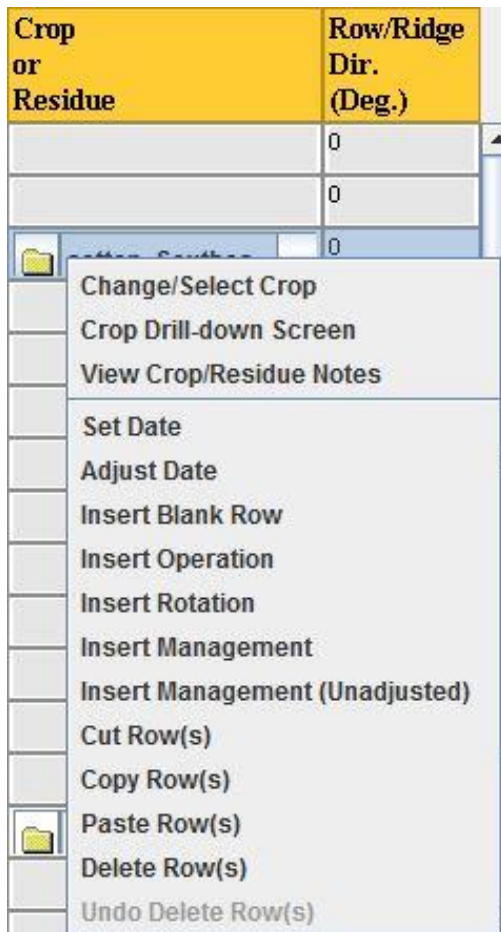 Crop
or
Residue
Row/Ridge
Dir.
(Deg.)
0
0
0
Change/Select Crop
Crop Drill-down Screen
View Crop/Residue Notes
Set Date
Adjust Date
Insert Blank Row
Insert Operation
Insert Rotation
Insert Management
Insert Management (Unadjusted)
Cut Row(s)
Copy Row(s)
Paste Row(s)
Delete Row(s)
Undo Delete Row(s)